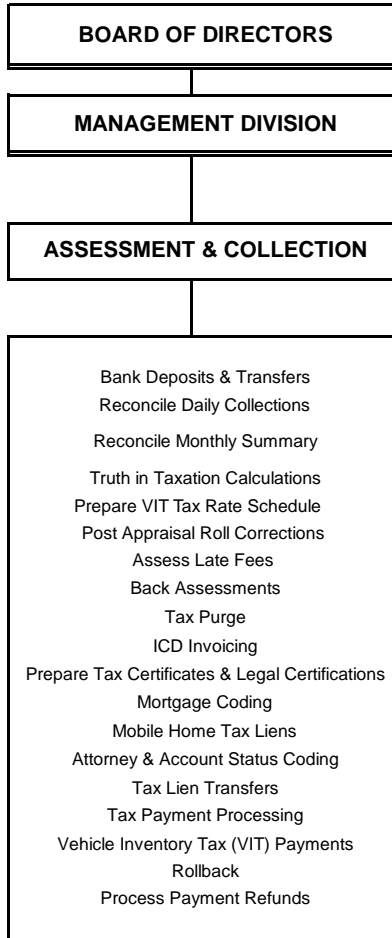 BOARD OF DIRECTORS
MANAGEMENT DIVISION
ASSESSMENT & COLLECTION
Bank Deposits & Transfers
Reconcile Daily Collections
Reconcile Monthly Summary
Truth in Taxation Calculations
Prepare VIT Tax Rate Schedule
Post Appraisal Roll Corrections
Assess Late Fees
Back Assessments
Tax Purge
ICD Invoicing
Prepare Tax Certificates & Legal Certifications
Mortgage Coding
Mobile Home Tax Liens
Attorney & Account Status Coding
Tax Lien Transfers
Tax Payment Processing
Vehicle Inventory Tax (VIT) Payments
Rollback
Process Payment Refunds